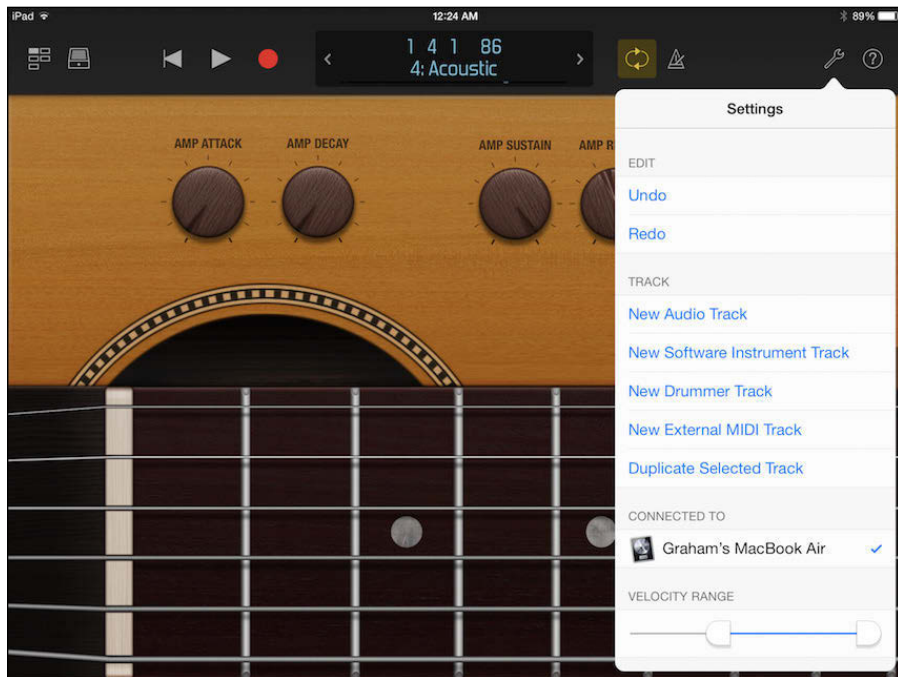 iPad 12:24 AM 89%
1 4 1 86
4: Acoustic
Settings
AMP ATTACK AMP DECAY AMP SUSTAIN AMP R
EDIT
Undo
Redo
TRACK
New Audio Track
New Software Instrument Track
New Drummer Track
New External MIDI Track
Duplicate Selected Track
CONNECTED TO
Graham's MacBook Air
VELOCITY RANGE